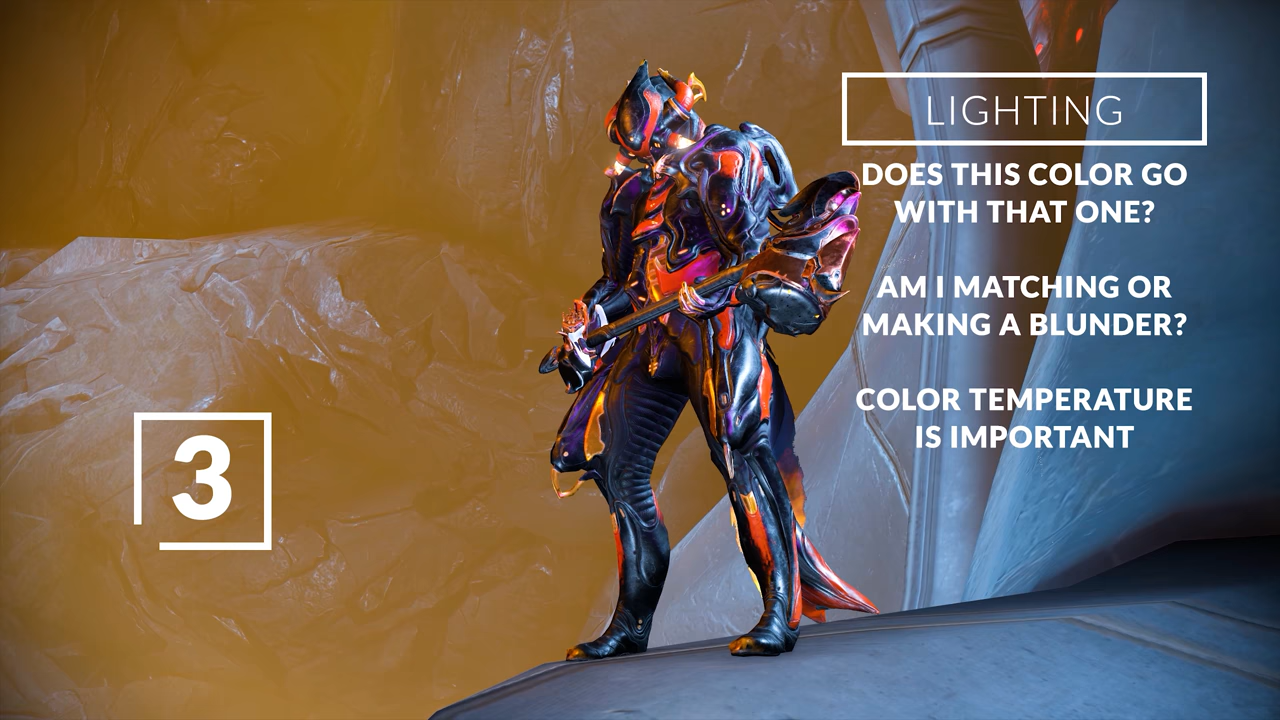 LIGHTING
DOES THIS COLOR GO
WITH THAT ONE?
AM I MATCHING OR
MAKING A BLUNDER?
COLOR TEMPERATURE
IS IMPORTANT
3